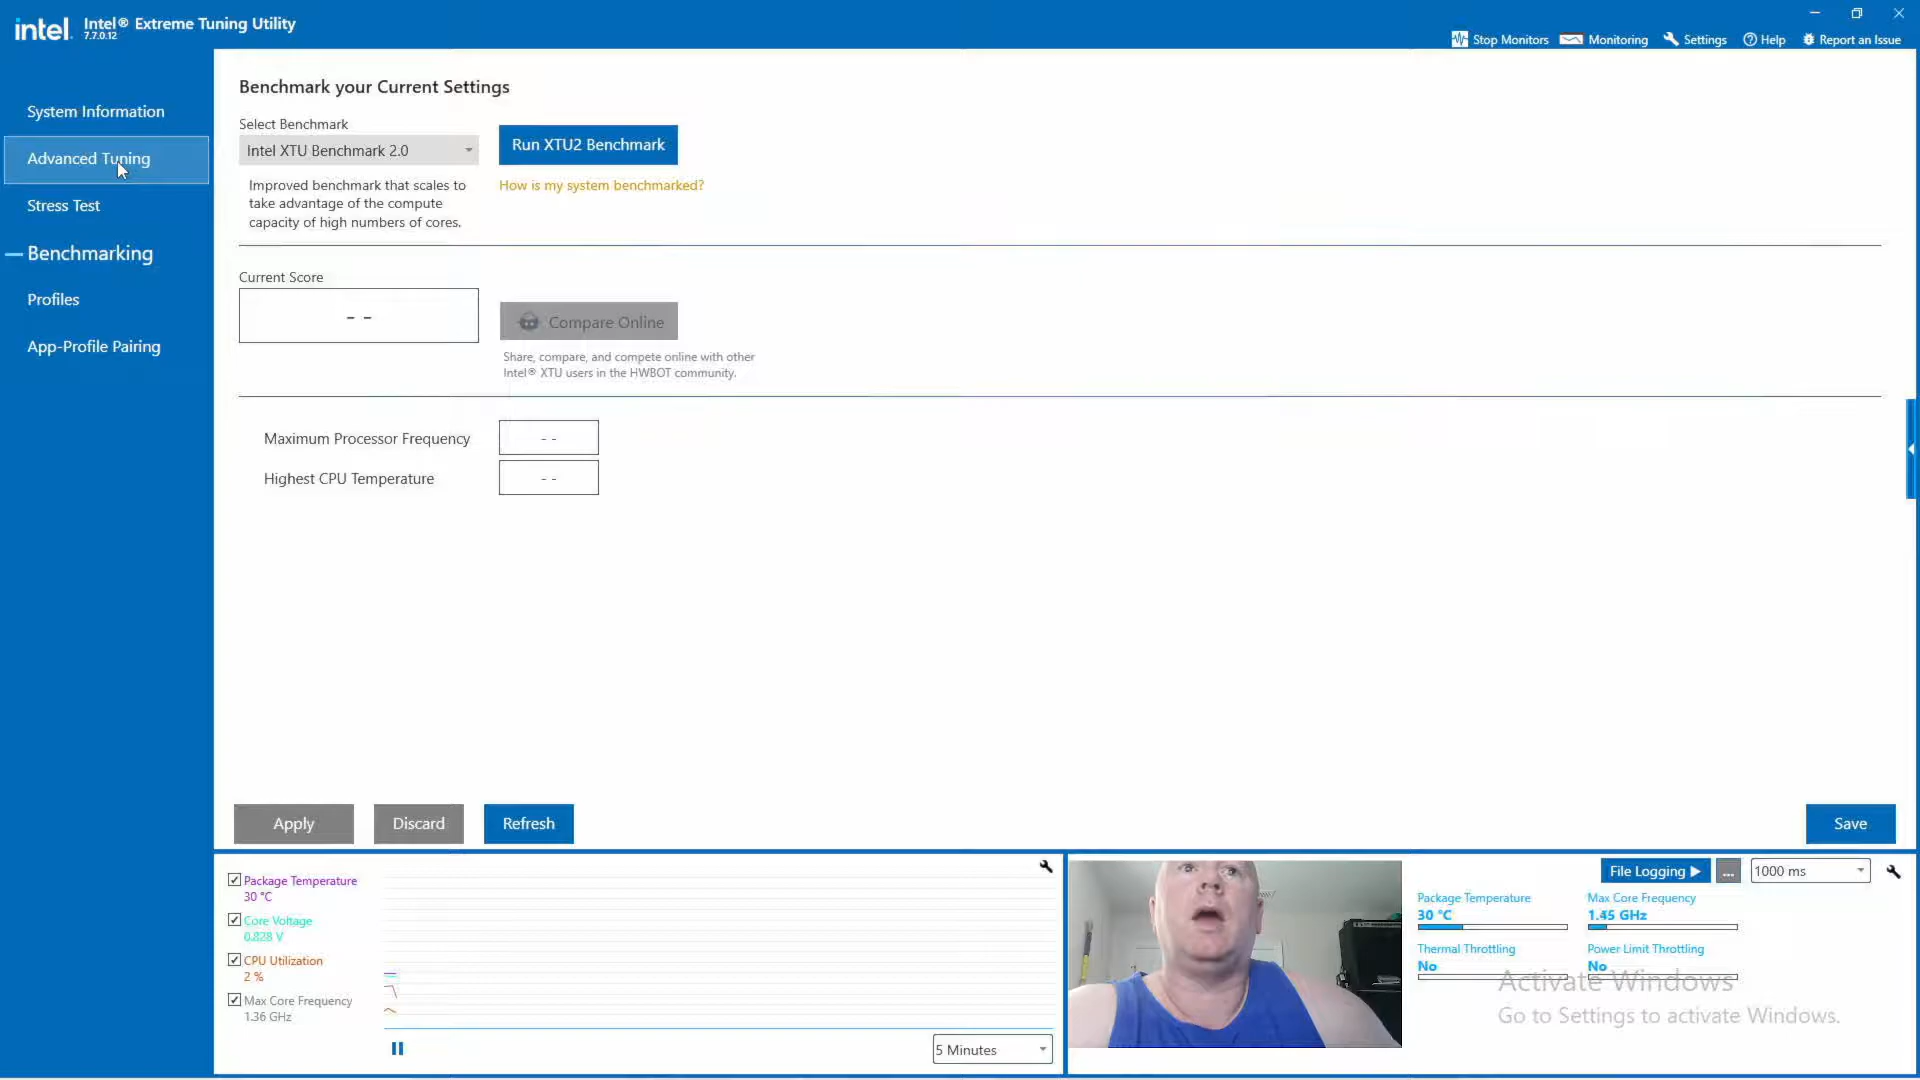 intel. Intel® Extreme Tuning Utility
7.7.0.12
Stop Monitors Monitoring Settings Help Report an Issue
System Information
Advanced Tuning
Stress Test
Benchmarking
Profiles
App-Profile Pairing
Benchmark your Current Settings
Select Benchmark
Intel XTU Benchmark 2.0
Run XTU2 Benchmark
Improved benchmark that scales to
take advantage of the compute
capacity of high numbers of cores.
How is my system benchmarked?
Current Score
- -
Compare Online
Share, compare, and compete online with other
Intel® XTU users in the HWBOT community.
Maximum Processor Frequency - -
Highest CPU Temperature - -
Apply Discard Refresh Save
Package Temperature
30 °C
Core Voltage
0.828 V
CPU Utilization
2 %
Max Core Frequency
1.36 GHz
5 Minutes
File Logging ... 1000 ms
Package Temperature Max Core Frequency
30 °C 1.45 GHz
Thermal Throttling Power Limit Throttling
No No
Activate Windows
Go to Settings to activate Windows.